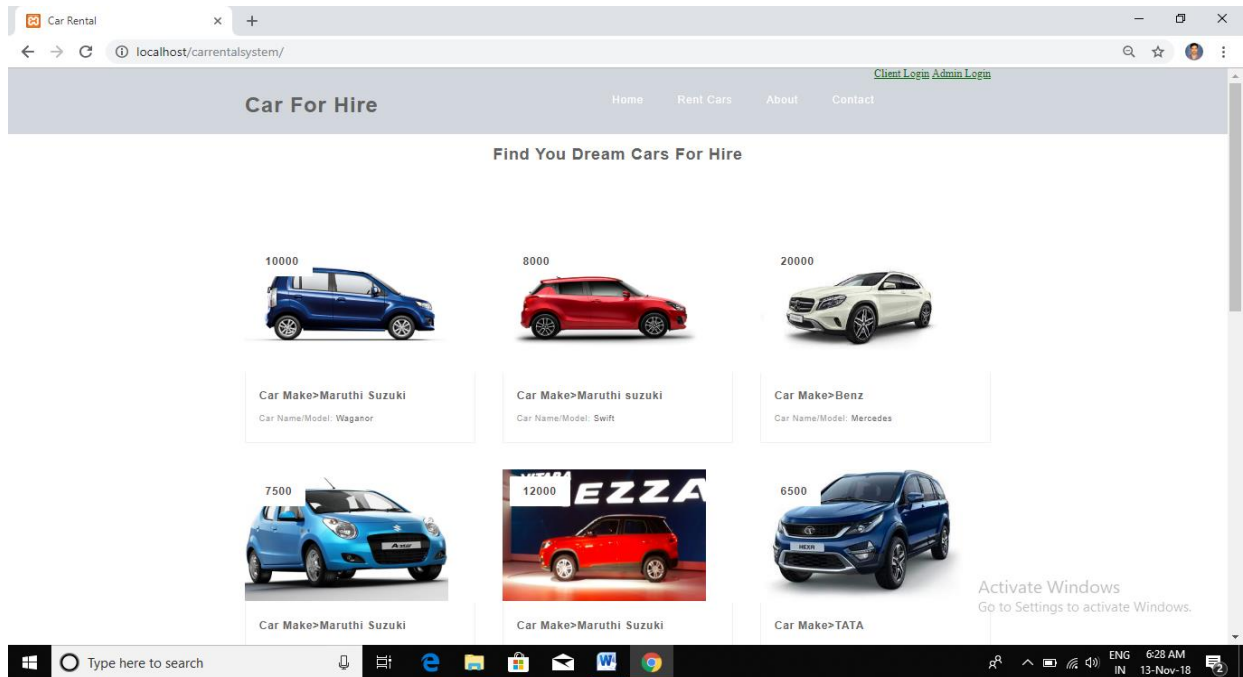 Car Rental
localhost/carrentalsystem/
Client Login Admin Login
Car For Hire
Home Rent Cars About Contact
Find You Dream Cars For Hire
10000 8000 20000
Car Make>Maruthi Suzuki Car Make>Maruthi suzuki Car Make>Benz
Car Name/Model: Waganor Car Name/Model: Swift Car Name/Model: Mercedes
7500 12000 6500
EZZA
HEXA
Car Make>Maruthi Suzuki Car Make>Maruthi Suzuki Car Make>TATA
Activate Windows
Go to Settings to activate Windows.
Type here to search
ENG 6:28 AM
IN 13-Nov-18
2